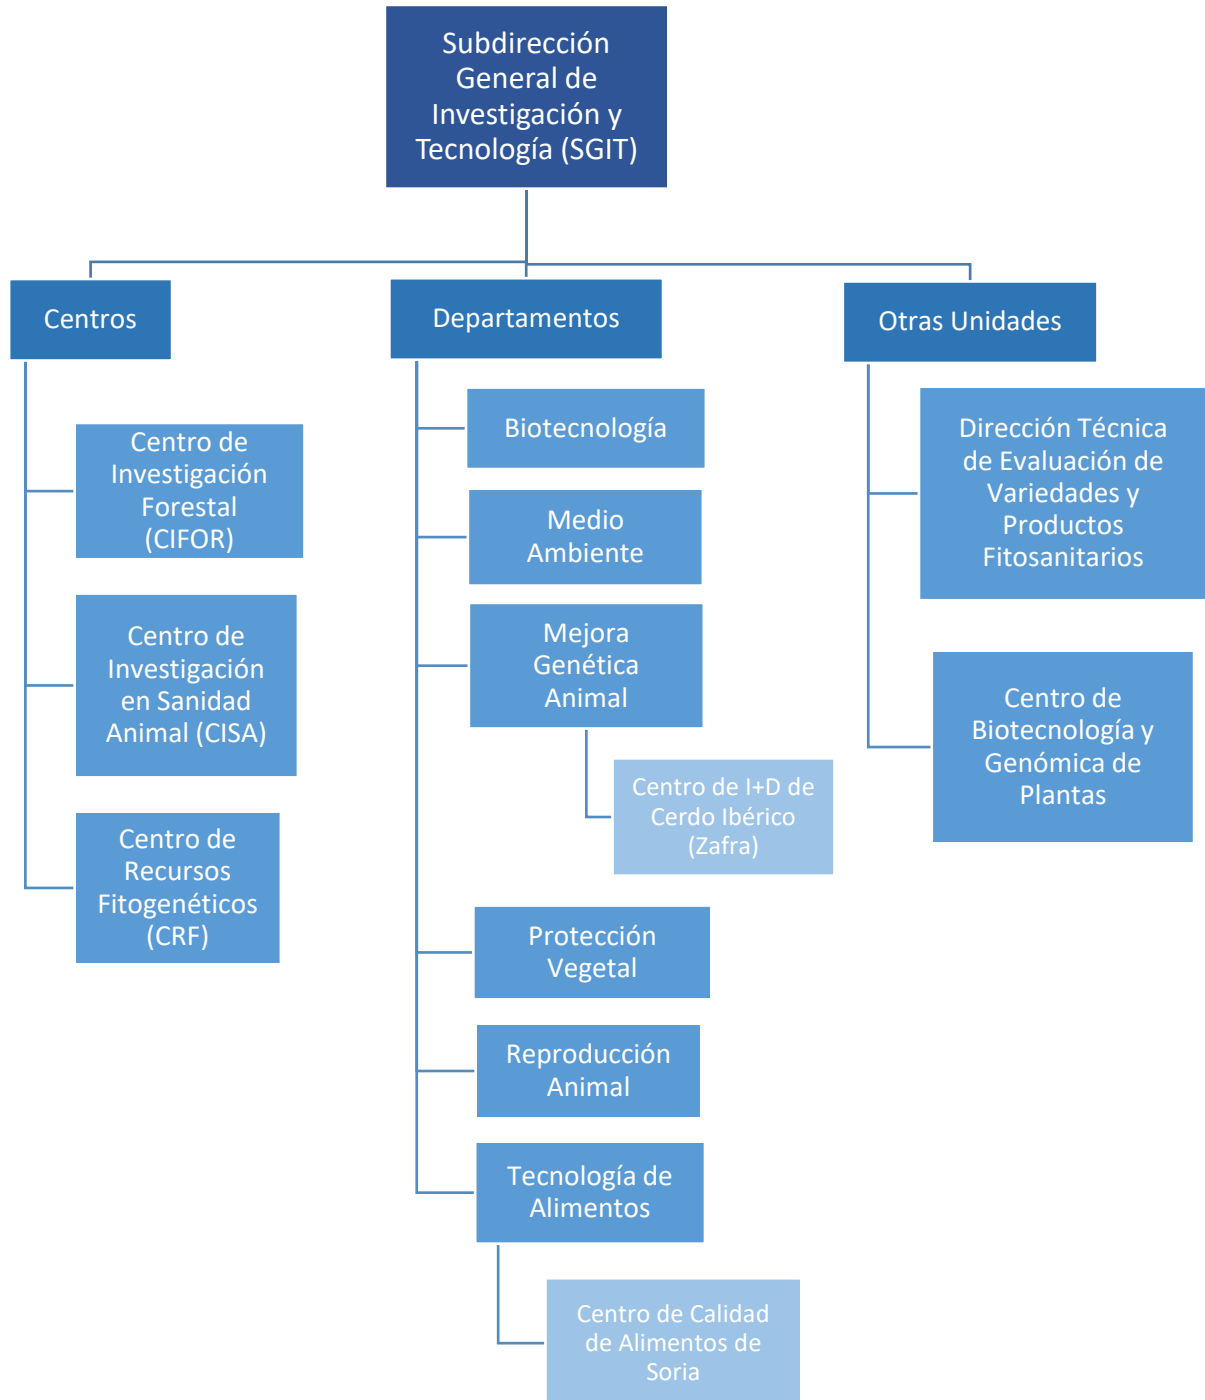 Subdirección
General de
Investigación y
Tecnología (SGIT)
Centros
Centro de
Investigación
Forestal
(CIFOR)
Centro de
Investigación
en Sanidad
Animal (CISA)
Centro de
Recursos
Fitogenéticos
(CRF)
Departamentos
Biotecnología
Medio
Ambiente
Mejora
Genética
Animal
Centro de I+D de
Cerdo Ibérico
(Zafra)
Protección
Vegetal
Reproducción
Animal
Tecnología de
Alimentos
Centro de Calidad
de Alimentos de
Soria
Otras Unidades
Dirección Técnica
de Evaluación de
Variedades y
Productos
Fitosanitarios
Centro de
Biotecnología y
Genómica de
Plantas